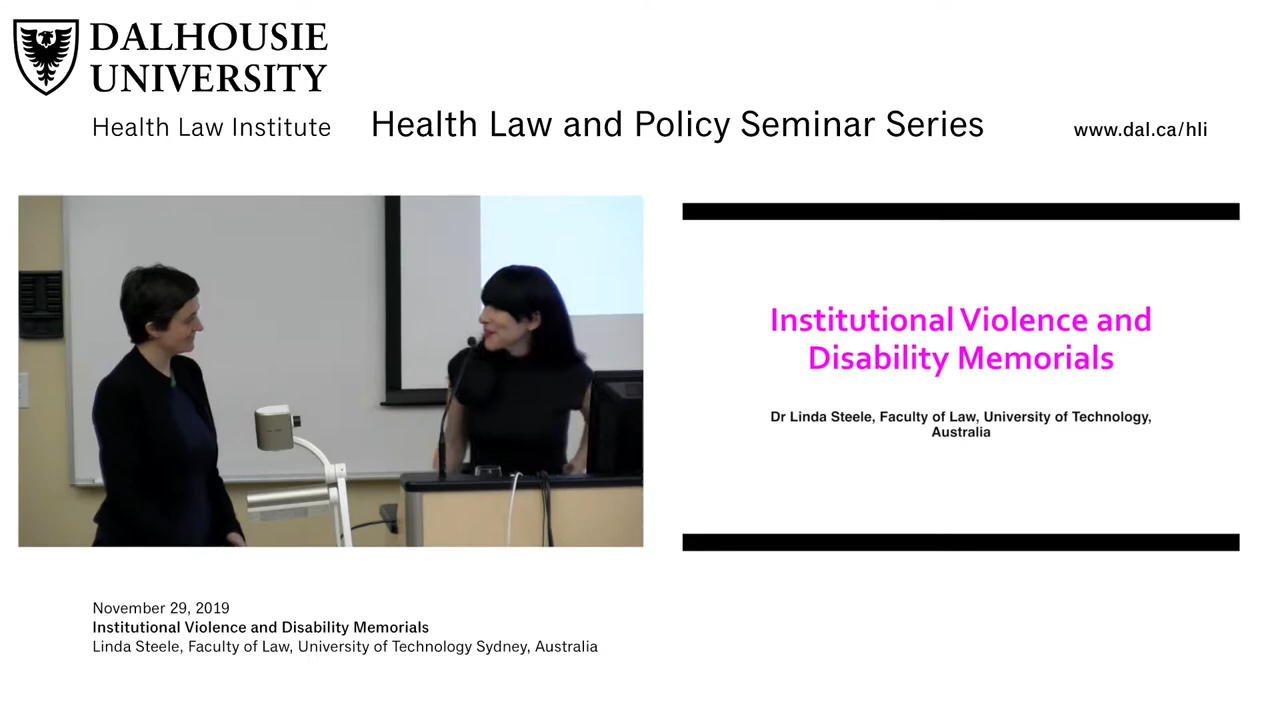 DALHOUSIE
UNIVERSITY
Health Law Institute
Health Law and Policy Seminar Series
www.dal.ca/hli
Institutional Violence and
Disability Memorials
Dr Linda Steele, Faculty of Law, University of Technology,
Australia
November 29, 2019
Institutional Violence and Disability Memorials
Linda Steele, Faculty of Law, University of Technology Sydney, Australia